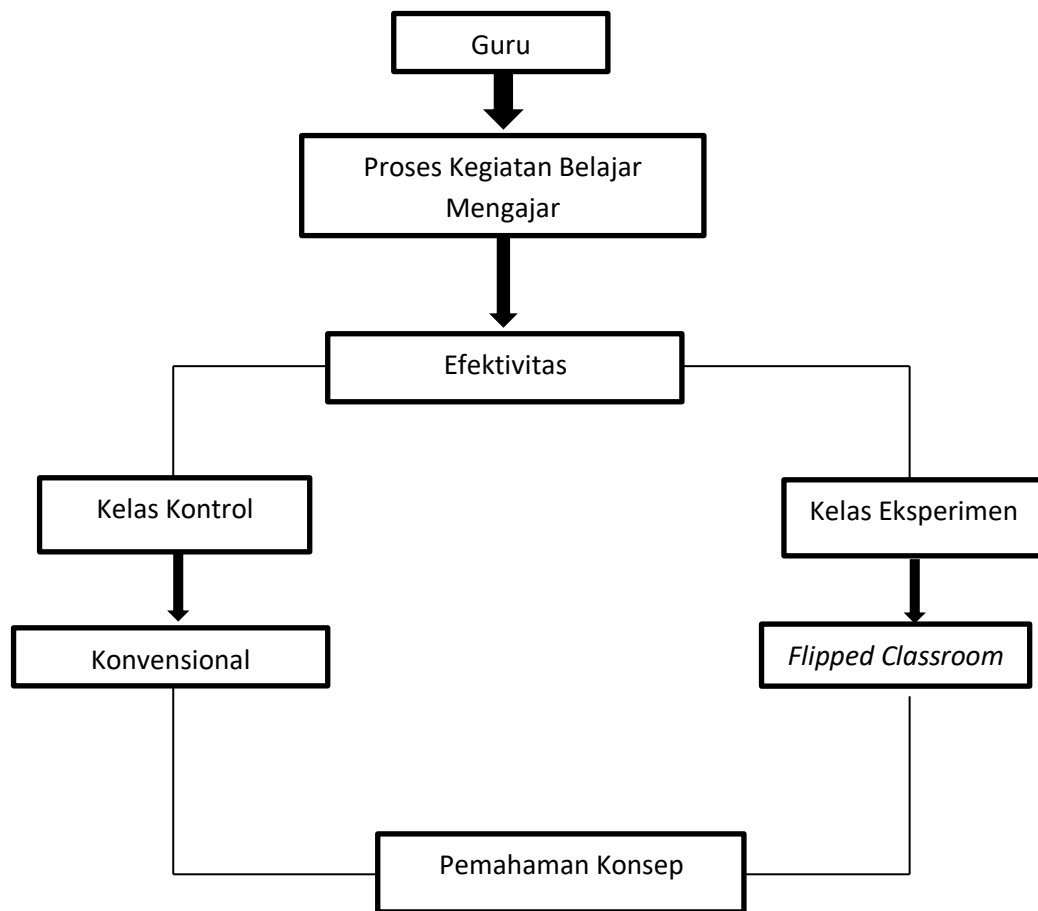 Guru
Proses Kegiatan Belajar
Mengajar
Efektivitas
Kelas Kontrol
Kelas Eksperimen
Konvensional
Flipped Classroom
Pemahaman Konsep